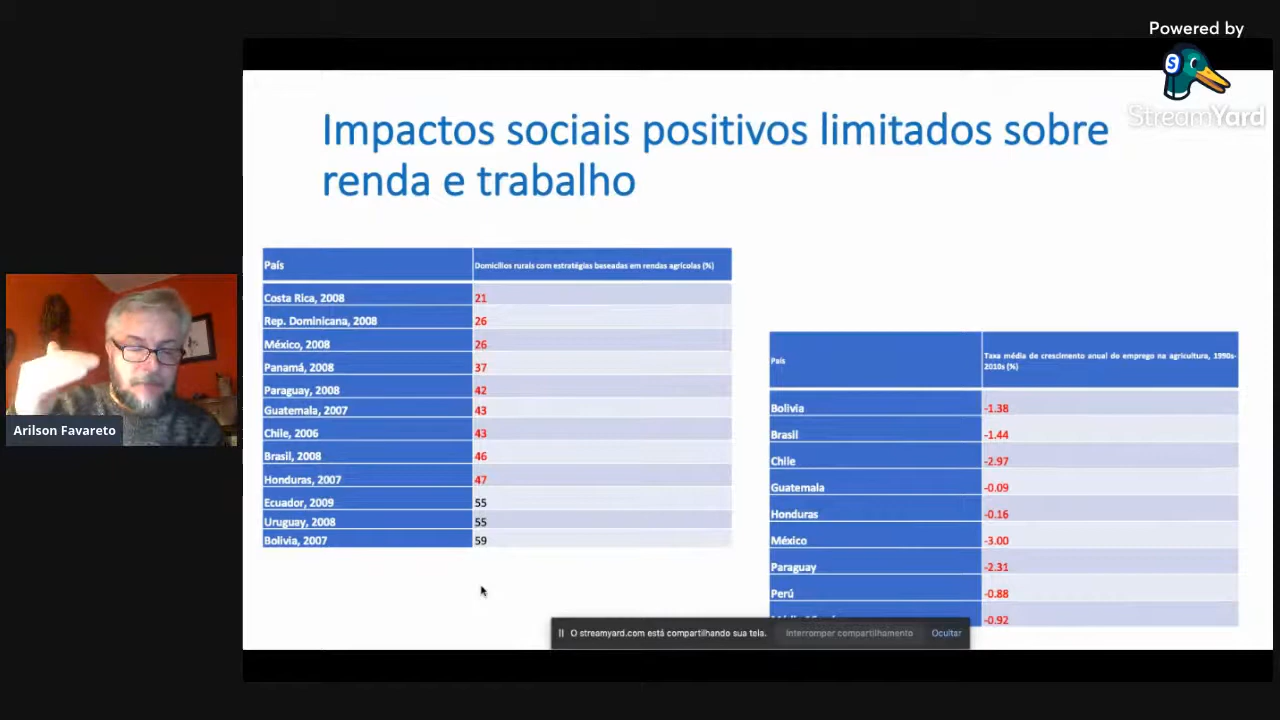 Powered by
StreamYard
Impactos sociais positivos limitados sobre
renda e trabalho
País
Domicílios rurais com estratégias baseadas em rendas agrícolas (%)
Costa Rica, 2008
21
Rep. Dominicana, 2008
26
México, 2008
26
Panamá, 2008
37
Paraguay, 2008
42
Guatemala, 2007
43
Chile, 2006
43
Brasil, 2008
46
Honduras, 2007
47
Ecuador, 2009
55
Uruguay, 2008
55
Bolivia, 2007
59
País
Taxa média de crescimento anual do emprego na agricultura, 1990s-
2010s (%)
Bolivia
-1.38
Brasil
-1.44
Chile
-2.97
Guatemala
-0.09
Honduras
-0.16
México
-3.00
Paraguay
-2.31
Perú
-0.88
-0.92
Arilson Favareto
O streamyard.com está compartilhando sua tela.
Interromper compartilhamento
Ocultar